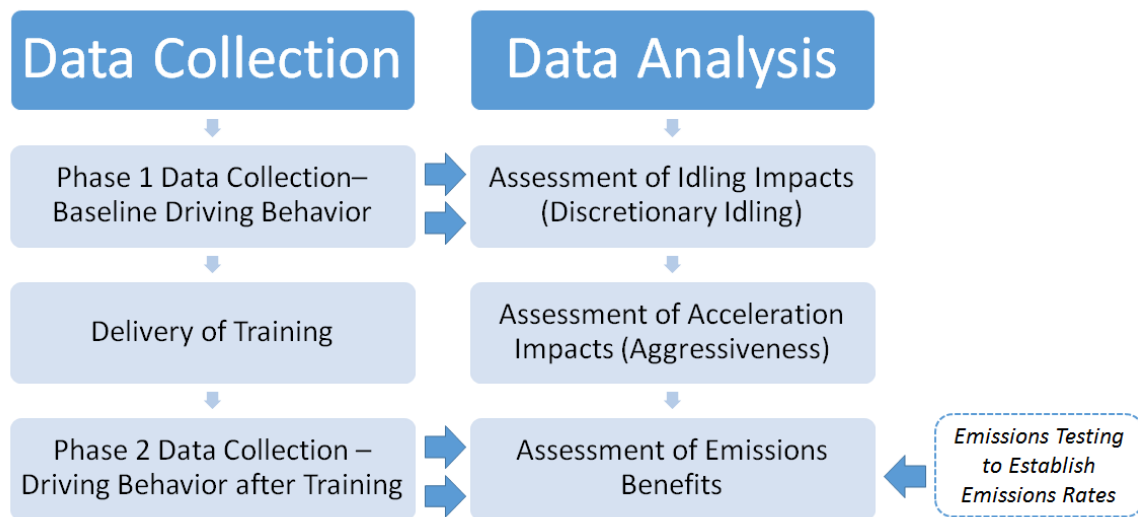 Data Collection
Phase 1 Data Collection–
Baseline Driving Behavior
Delivery of Training
Phase 2 Data Collection –
Driving Behavior after Training
Data Analysis
Assessment of Idling Impacts
(Discretionary Idling)
Assessment of Acceleration
Impacts (Aggressiveness)
Assessment of Emissions
Benefits
Emissions Testing
to Establish
Emissions Rates